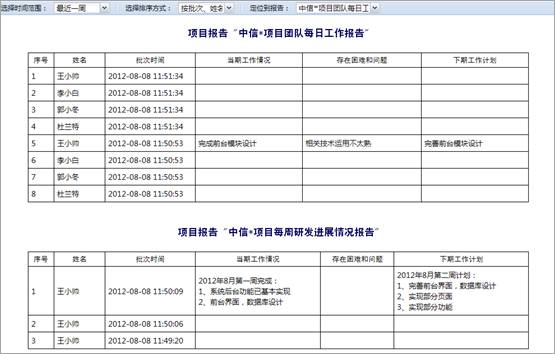 选择时间范围： 最近一周 选择排序方式： 按批次、姓名 定位到报告： 中信*项目团队每日工
项目报告 “中信*项目团队每日工作报告”
序号 姓名 批次时间 当期工作情况 存在困难和问题 下期工作计划
1 王小帅 2012-08-08 11:51:34
2 李小白 2012-08-08 11:51:34
3 郭小冬 2012-08-08 11:51:34
4 杜兰特 2012-08-08 11:51:34
5 王小帅 2012-08-08 11:50:53 完成前台模块设计 相关技术运用不太熟 完善前台模块设计
6 李小白 2012-08-08 11:50:53
7 郭小冬 2012-08-08 11:50:53
8 杜兰特 2012-08-08 11:50:53
项目报告 “中信*项目每周研发进展情况报告”
序号 姓名 批次时间 当期工作情况 存在困难和问题 下期工作计划
1 王小帅 2012-08-08 11:50:09
2012年8月第一周完成：
1、系统后台功能已基本实现
2、前台界面，数据库设计
2012年8月第二周计划：
1、完善前台界面，数据库设计
2、实现部分页面
3、实现部分功能
2 王小帅 2012-08-08 11:50:06
3 王小帅 2012-08-08 11:49:20